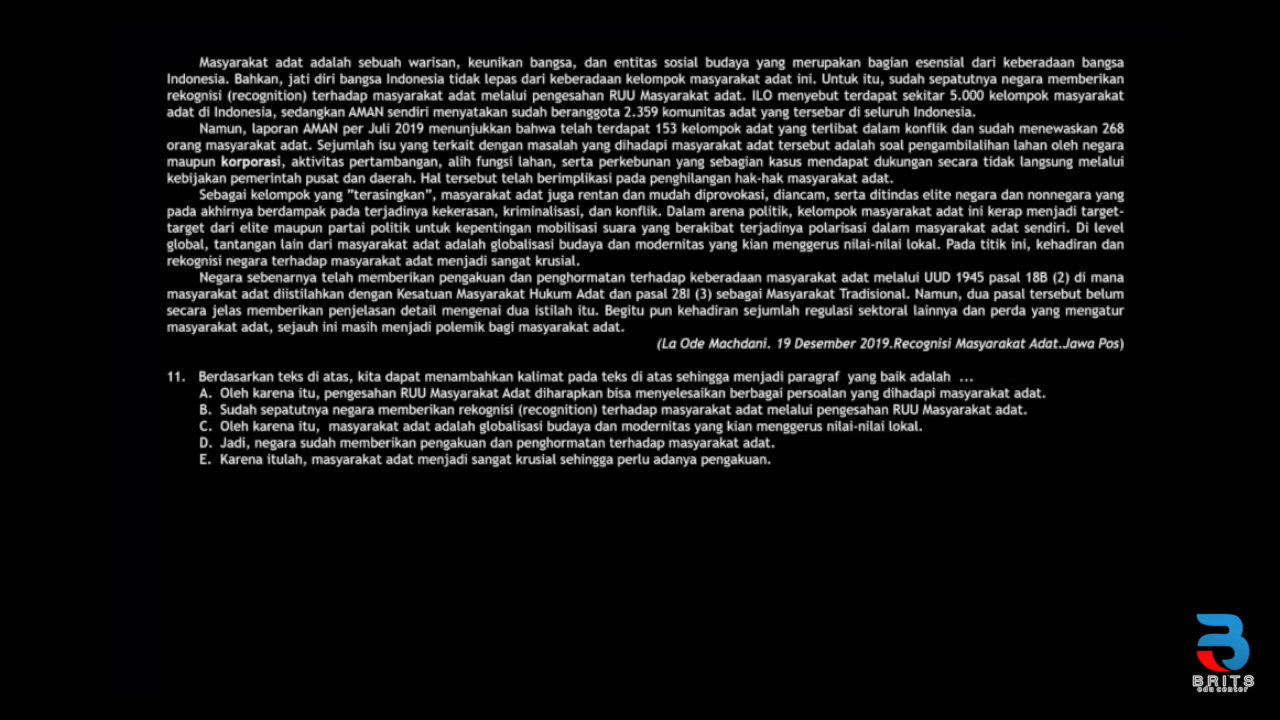 Masyarakat adat adalah sebuah warisan, keunikan bangsa, dan entitas sosial budaya yang merupakan bagian esensial dari keberadaan bangsa
Indonesia. Bahkan, jati diri bangsa Indonesia tidak lepas dari keberadaan kelompok masyarakat adat ini. Untuk itu, sudah sepatutnya negara memberikan
rekognisi (recognition) terhadap masyarakat adat melalui pengesahan RUU Masyarakat adat. ILO menyebut terdapat sekitar 5.000 kelompok masyarakat
adat di Indonesia, sedangkan AMAN sendiri menyatakan sudah beranggota 2.359 komunitas adat yang tersebar di seluruh Indonesia.
Namun, laporan AMAN per Juli 2019 menunjukkan bahwa telah terdapat 153 kelompok adat yang terlibat dalam konflik dan sudah menewaskan 268
orang masyarakat adat. Sejumlah isu yang terkait dengan masalah yang dihadapi masyarakat adat tersebut adalah soal pengambilalihan lahan oleh negara
maupun korporasi, aktivitas pertambangan, alih fungsi lahan, serta perkebunan yang sebagian kasus mendapat dukungan secara tidak langsung melalui
kebijakan pemerintah pusat dan daerah. Hal tersebut telah berimplikasi pada penghilangan hak-hak masyarakat adat.
Sebagai kelompok yang "terasingkan", masyarakat adat juga rentan dan mudah diprovokasi, diancam, serta ditindas elite negara dan nonnegara yang
pada akhirnya berdampak pada terjadinya kekerasan, kriminalisasi, dan konflik. Dalam arena politik, kelompok masyarakat adat ini kerap menjadi target-
target dari elite maupun partai politik untuk kepentingan mobilisasi suara yang berakibat terjadinya polarisasi dalam masyarakat adat sendiri. Di level
global, tantangan lain dari masyarakat adat adalah globalisasi budaya dan modernitas yang kian menggerus nilai-nilai lokal. Pada titik ini, kehadiran dan
rekognisi negara terhadap masyarakat adat menjadi sangat krusial.
Negara sebenarnya telah memberikan pengakuan dan penghormatan terhadap keberadaan masyarakat adat melalui UUD 1945 pasal 18B (2) di mana
masyarakat adat diistilahkan dengan Kesatuan Masyarakat Hukum Adat dan pasal 28I (3) sebagai Masyarakat Tradisional. Namun, dua pasal tersebut belum
secara jelas memberikan penjelasan detail mengenai dua istilah itu. Begitu pun kehadiran sejumlah regulasi sektoral lainnya dan perda yang mengatur
masyarakat adat, sejauh ini masih menjadi polemik bagi masyarakat adat.
(La Ode Machdani. 19 Desember 2019.Recognisi Masyarakat Adat.Jawa Pos)
11. Berdasarkan teks di atas, kita dapat menambahkan kalimat pada teks di atas sehingga menjadi paragraf yang baik adalah ...
A. Oleh karena itu, pengesahan RUU Masyarakat Adat diharapkan bisa menyelesaikan berbagai persoalan yang dihadapi masyarakat adat.
B. Sudah sepatutnya negara memberikan rekognisi (recognition) terhadap masyarakat adat melalui pengesahan RUU Masyarakat adat.
C. Oleh karena itu, masyarakat adat adalah globalisasi budaya dan modernitas yang kian menggerus nilai-nilai lokal.
D. Jadi, negara sudah memberikan pengakuan dan penghormatan terhadap masyarakat adat.
E. Karena itulah, masyarakat adat menjadi sangat krusial sehingga perlu adanya pengakuan.
BRITS
edu center